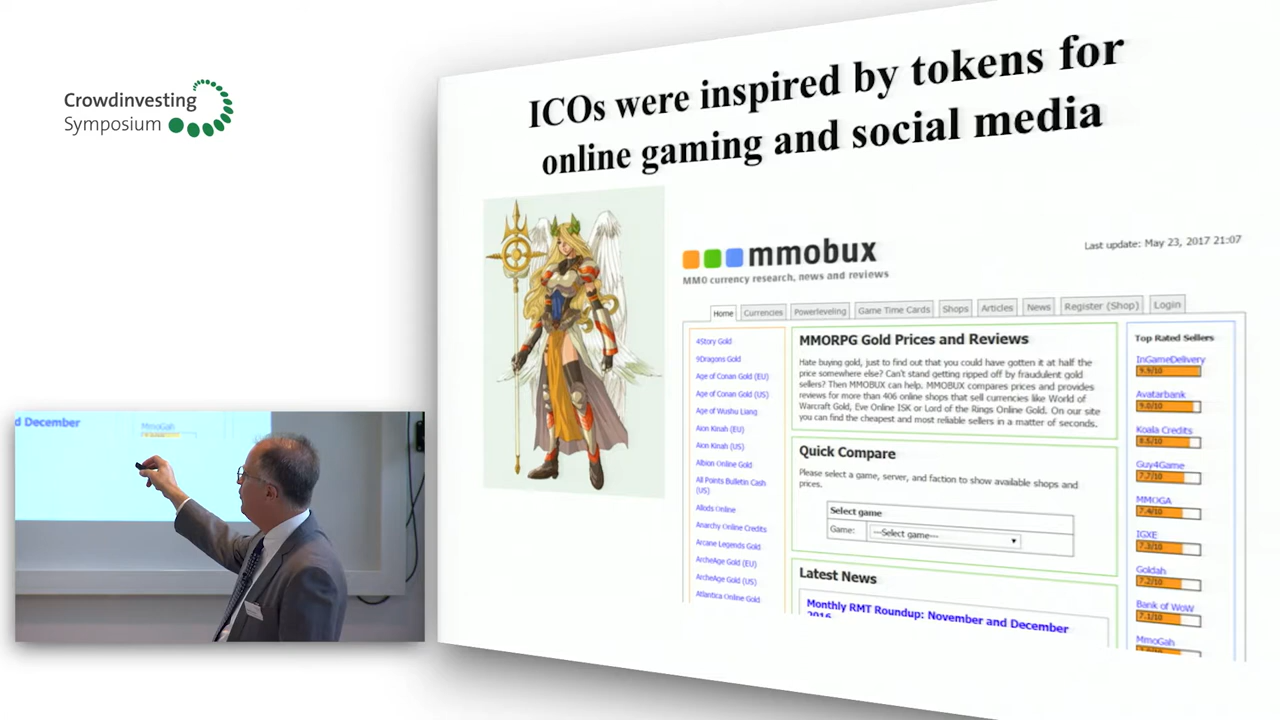 Crowdinvesting
Symposium
ICOs were inspired by tokens for
online gaming and social media
mmobux
MMO currency research, news and reviews
Last update: May 23, 2017 21:07
Home
Currencies
Powerleveling
Game Time Cards
Shops
Articles
News
Register (Shop)
Login
4Story Gold
9Dragons Gold
Age of Conan Gold (EU)
Age of Conan Gold (US)
Age of Wushu Liang
Aion Kinah (EU)
Aion Kinah (US)
Albion Online Gold
All Points Bulletin Cash
(US)
Allods Online
Anarchy Online Credits
Arcane Legends Gold
ArcheAge Gold (EU)
ArcheAge Gold (US)
Atlantica Online Gold
MMORPG Gold Prices and Reviews
Hate buying gold, just to find out that you could have gotten it at half the
price somewhere else? Can't stand getting ripped off by fraudulent gold
sellers? Then MMOBUX can help. MMOBUX compares prices and provides
reviews for more than 406 online shops that sell currencies like World of
Warcraft Gold, Eve Online ISK or Lord of the Rings Online Gold. On our site
you can find the cheapest and most reliable sellers in a matter of seconds.
Quick Compare
Please select a game, server, and faction to show available shops and
prices.
Select game
Game: ---Select game---
Latest News
Monthly RMT Roundup: November and December
2016
Top Rated Sellers
InGameDelivery
9.9/10
Avatarbank
9.0/10
Koala Credits
8.5/10
Guy4Game
7.7/10
MMOGA
7.4/10
IGXE
7.3/10
Goldah
7.2/10
Bank of WoW
7.1/10
MmoGah
d December
MmoGah